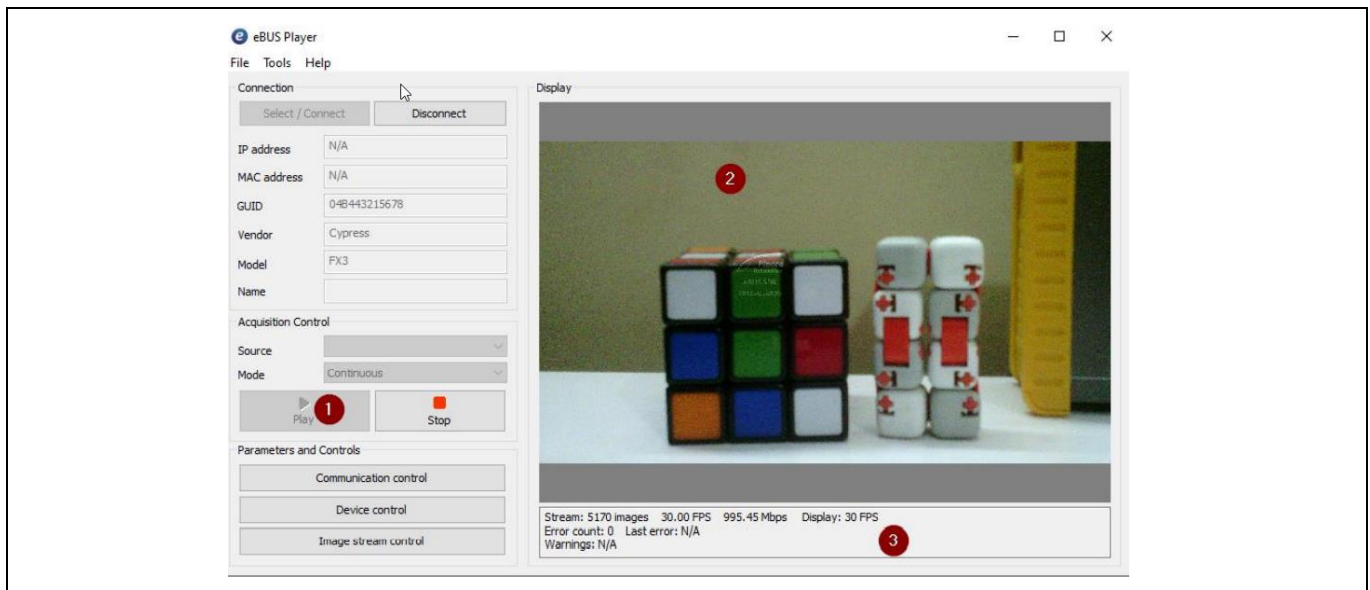 eBUS Player
File Tools Help
Connection
Select / Connect
Disconnect
IP address N/A
MAC address N/A
GUID 04B443215678
Vendor Cypress
Model FX3
Name
Acquisition Control
Source
Mode Continuous
Play 1
Stop
Parameters and Controls
Communication control
Device control
Image stream control
Display
2
Stream: 5170 images 30.00 FPS 995.45 Mbps Display: 30 FPS
Error count: 0 Last error: N/A
Warnings: N/A
3